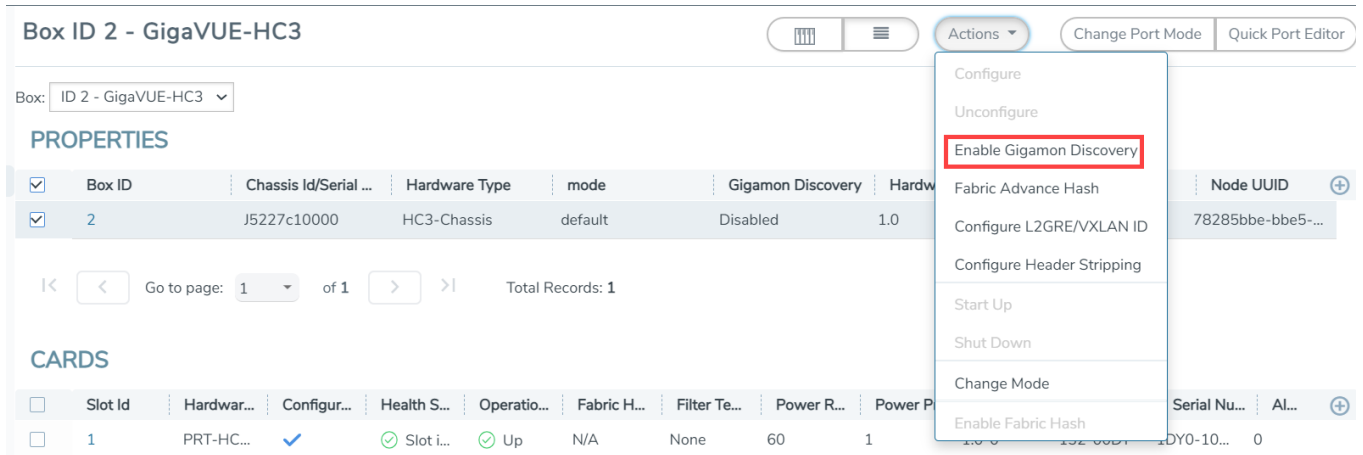 Box ID 2 - GigaVUE-HC3
Actions
Change Port Mode
Quick Port Editor
Box: ID 2 - GigaVUE-HC3
Configure
Unconfigure
Enable Gigamon Discovery
Fabric Advance Hash
Configure L2GRE/VXLAN ID
Configure Header Stripping
Start Up
Shut Down
Change Mode
Enable Fabric Hash
PROPERTIES
Box ID Chassis Id/Serial ... Hardware Type mode Gigamon Discovery Hardw Node UUID
2 J5227c10000 HC3-Chassis default Disabled 1.0 78285bbe-bbe5-...
Go to page: 1 of 1 Total Records: 1
CARDS
Slot Id Hardwar... Configur... Health S... Operatio... Fabric H... Filter Te... Power R... Power P Serial Nu... Al...
1 PRT-HC... Slot i... Up N/A None 60 1 1DY0-10... 0